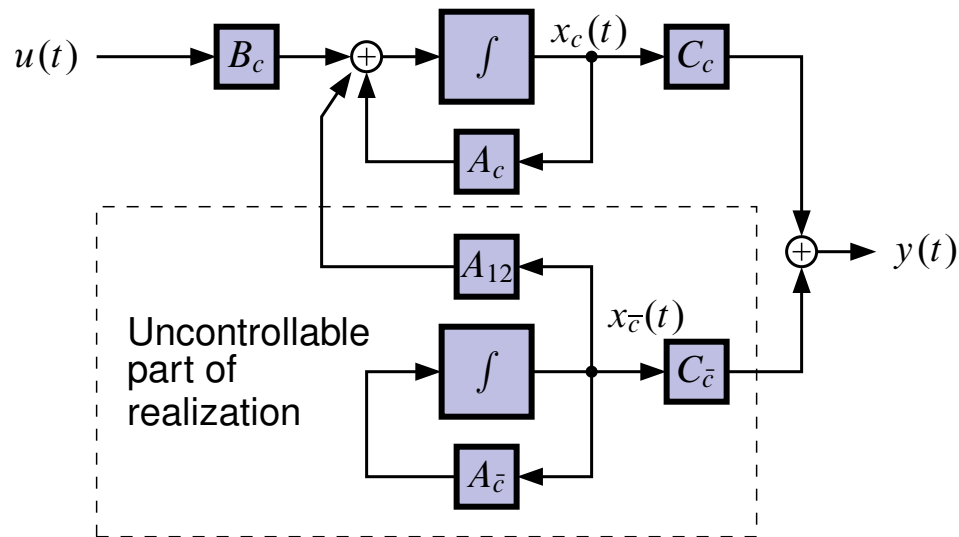 u(t) B_c + ∫ x_c(t) C_c
A_c
A_12 + y(t)
Uncontrollable
part of
realization
∫ x_c̅(t) C_c̄
A_c̄